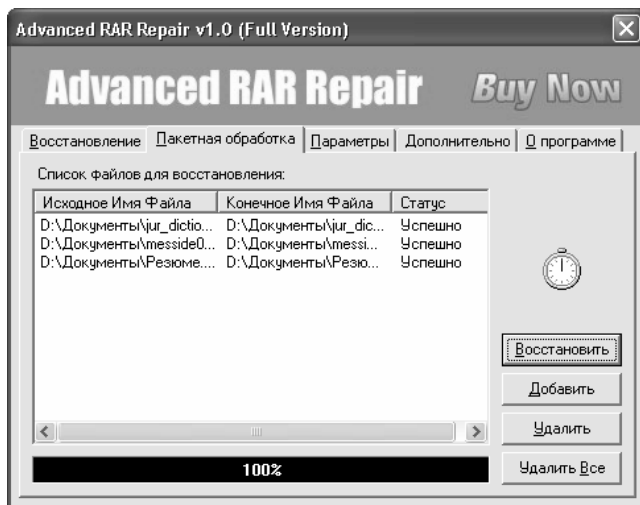 Advanced RAR Repair v1.0 (Full Version)
Advanced RAR Repair Buy Now
Восстановление Пакетная обработка Параметры Дополнительно О программе
Список файлов для восстановления:
Исходное Имя Файла Конечное Имя Файла Статус
D:\Документы\jur_dictio... D:\Документы\jur_dic... Успешно
D:\Документы\messide0... D:\Документы\messi... Успешно
D:\Документы\Резюме.... D:\Документы\Резю... Успешно
Восстановить
Добавить
Удалить
100% Удалить Все